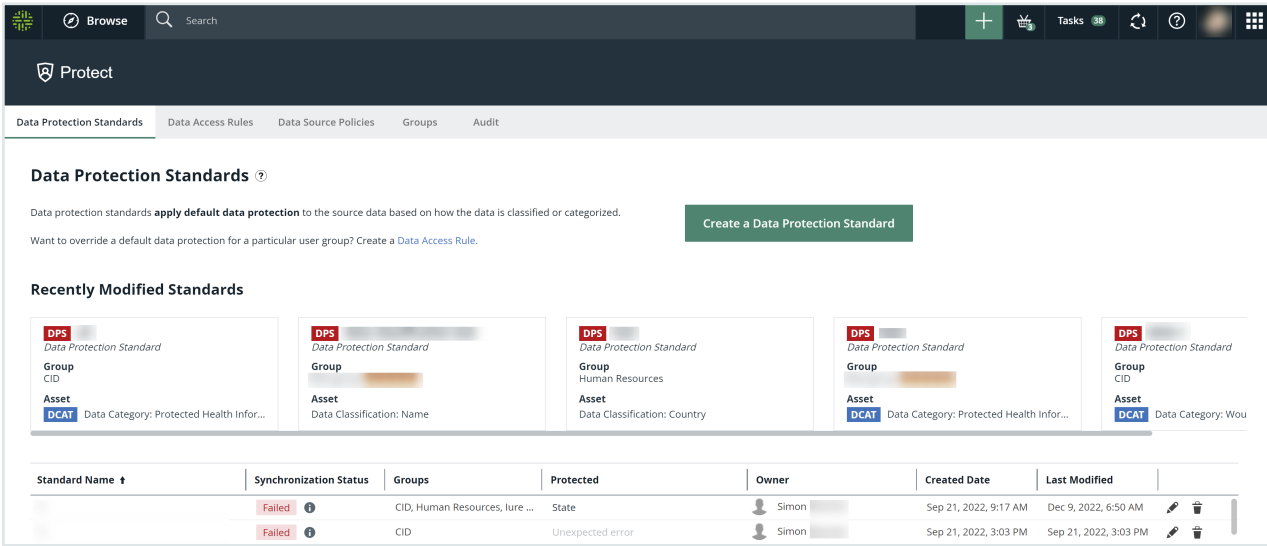 Browse
Search
3
Tasks 38
Protect
Data Protection Standards
Data Access Rules
Data Source Policies
Groups
Audit
Data Protection Standards ?
Data protection standards apply default data protection to the source data based on how the data is classified or categorized.
Want to override a default data protection for a particular user group? Create a Data Access Rule.
Create a Data Protection Standard
Recently Modified Standards
DPS
Data Protection Standard
Group
CID
Asset
DCAT Data Category: Protected Health Infor...
DPS
Data Protection Standard
Group
Asset
Data Classification: Name
DPS
Data Protection Standard
Group
Human Resources
Asset
Data Classification: Country
DPS
Data Protection Standard
Group
Asset
DCAT Data Category: Protected Health Infor...
DPS
Data Protection Standard
Group
CID
Asset
DCAT Data Category: Wou
Standard Name Synchronization Status Groups Protected Owner Created Date Last Modified
Failed CID, Human Resources, Iure ... State Simon Sep 21, 2022, 9:17 AM Dec 9, 2022, 6:50 AM
Failed CID Unexpected error Simon Sep 21, 2022, 3:03 PM Sep 21, 2022, 3:03 PM